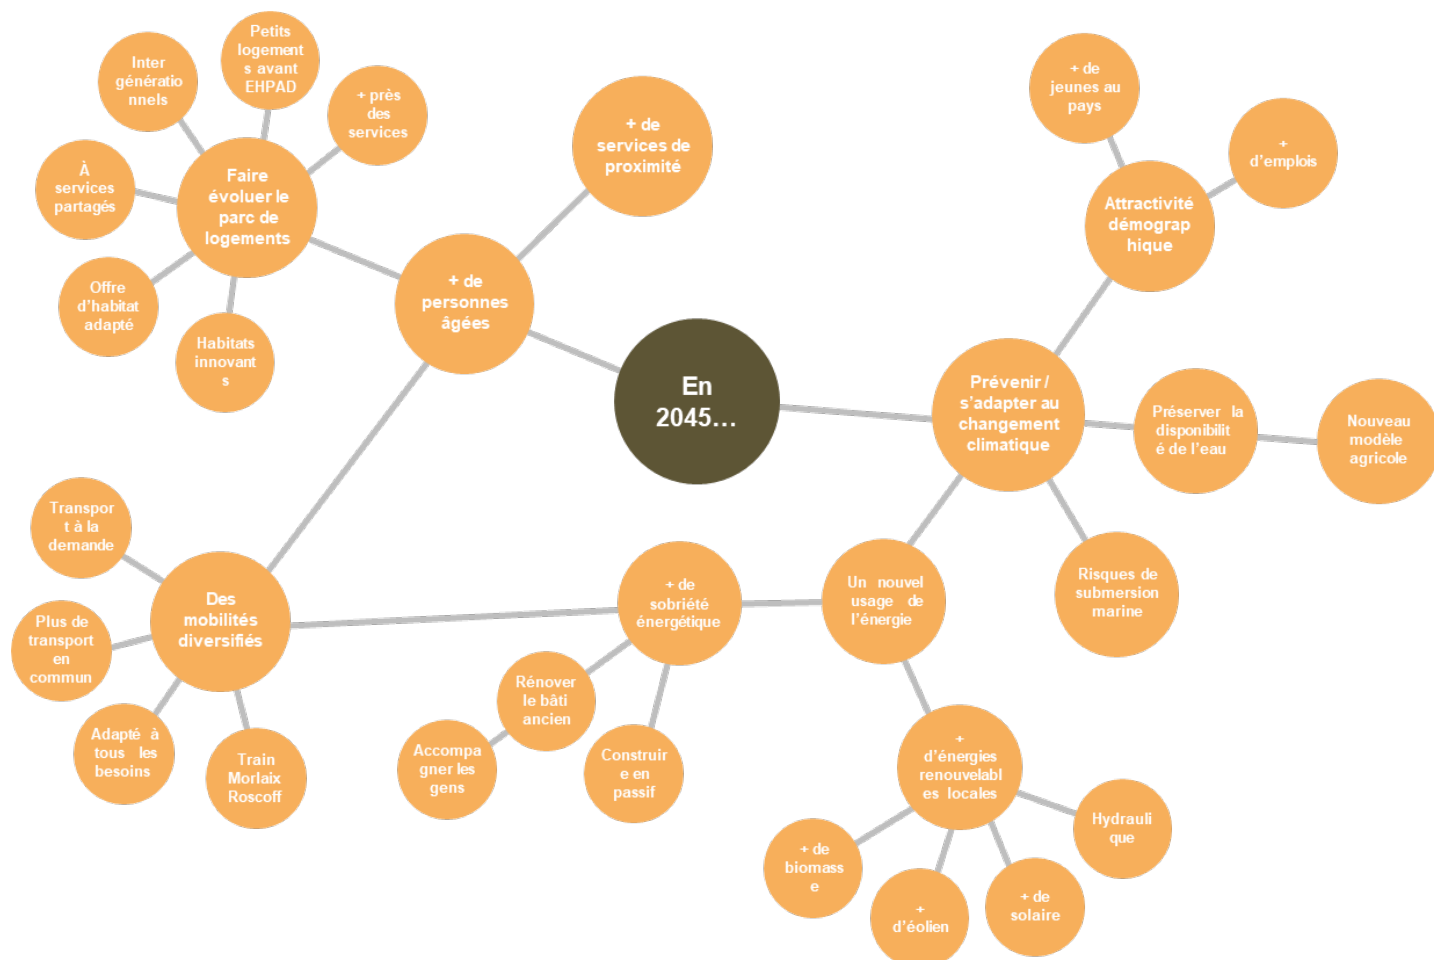 Petits
logement
s avant
EHPAD
Inter
génératio
nnels
+ près
des
services
À
services
partagés
Faire
évoluer le
parc de
logements
Offre
d'habitat
adapté
Habitats
innovant
s
+ de
services de
proximité
+ de
personnes
âgées
En
2045...
+ de
jeunes au
pays
+
d'emplois
Attractivité
démograp
hique
Prévenir /
s'adapter au
changement
climatique
Préserver la
disponibilit
é de l'eau
Nouveau
modèle
agricole
Risques de
submersion
marine
Un nouvel
usage de
l'énergie
+ de
sobriété
énergétique
Rénover
le bâti
ancien
Accompa
gner les
gens
Construir
e en
passif
Transpor
t à la
demande
Des
mobilités
diversifiés
Plus de
transport
en
commun
Adapté à
tous les
besoins
Train
Morlaix
Roscoff
+
d'énergies
renouvelabl
es locales
Hydrauli
que
+ de
biomass
e
+
d'éolien
+ de
solaire